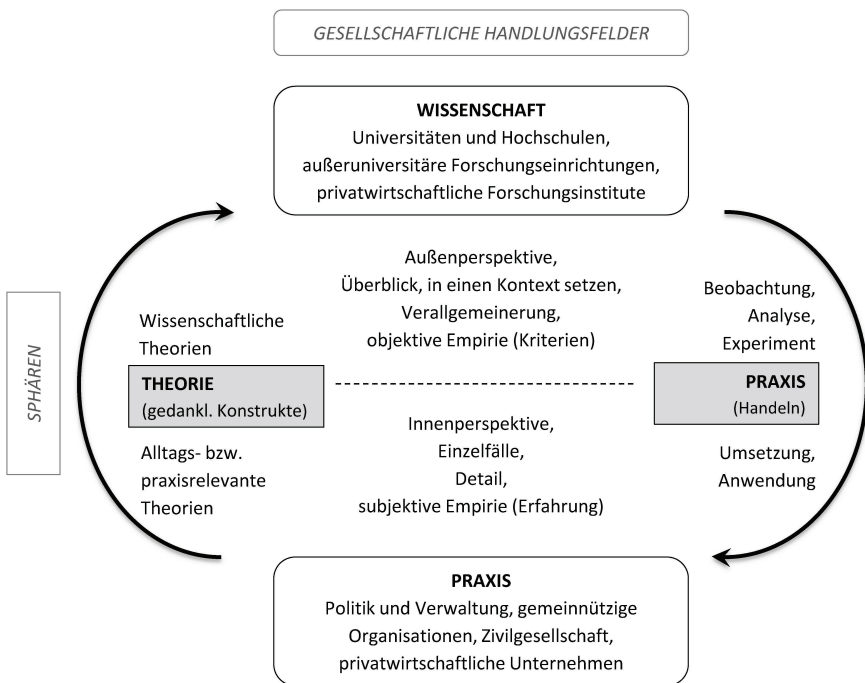 GESELLSCHAFTLICHE HANDLUNGSFELDER
WISSENSCHAFT
Universitäten und Hochschulen,
außeruniversitäre Forschungseinrichtungen,
privatwirtschaftliche Forschungsinstitute
SPHÄREN
Wissenschaftliche
Theorien
THEORIE
(gedankl. Konstrukte)
Alltags- bzw.
praxisrelevante
Theorien
Außenperspektive,
Überblick, in einen Kontext setzen,
Verallgemeinerung,
objektive Empirie (Kriterien)
Innenperspektive,
Einzelfälle,
Detail,
subjektive Empirie (Erfahrung)
Beobachtung,
Analyse,
Experiment
PRAXIS
(Handeln)
Umsetzung,
Anwendung
PRAXIS
Politik und Verwaltung, gemeinnützige
Organisationen, Zivilgesellschaft,
privatwirtschaftliche Unternehmen